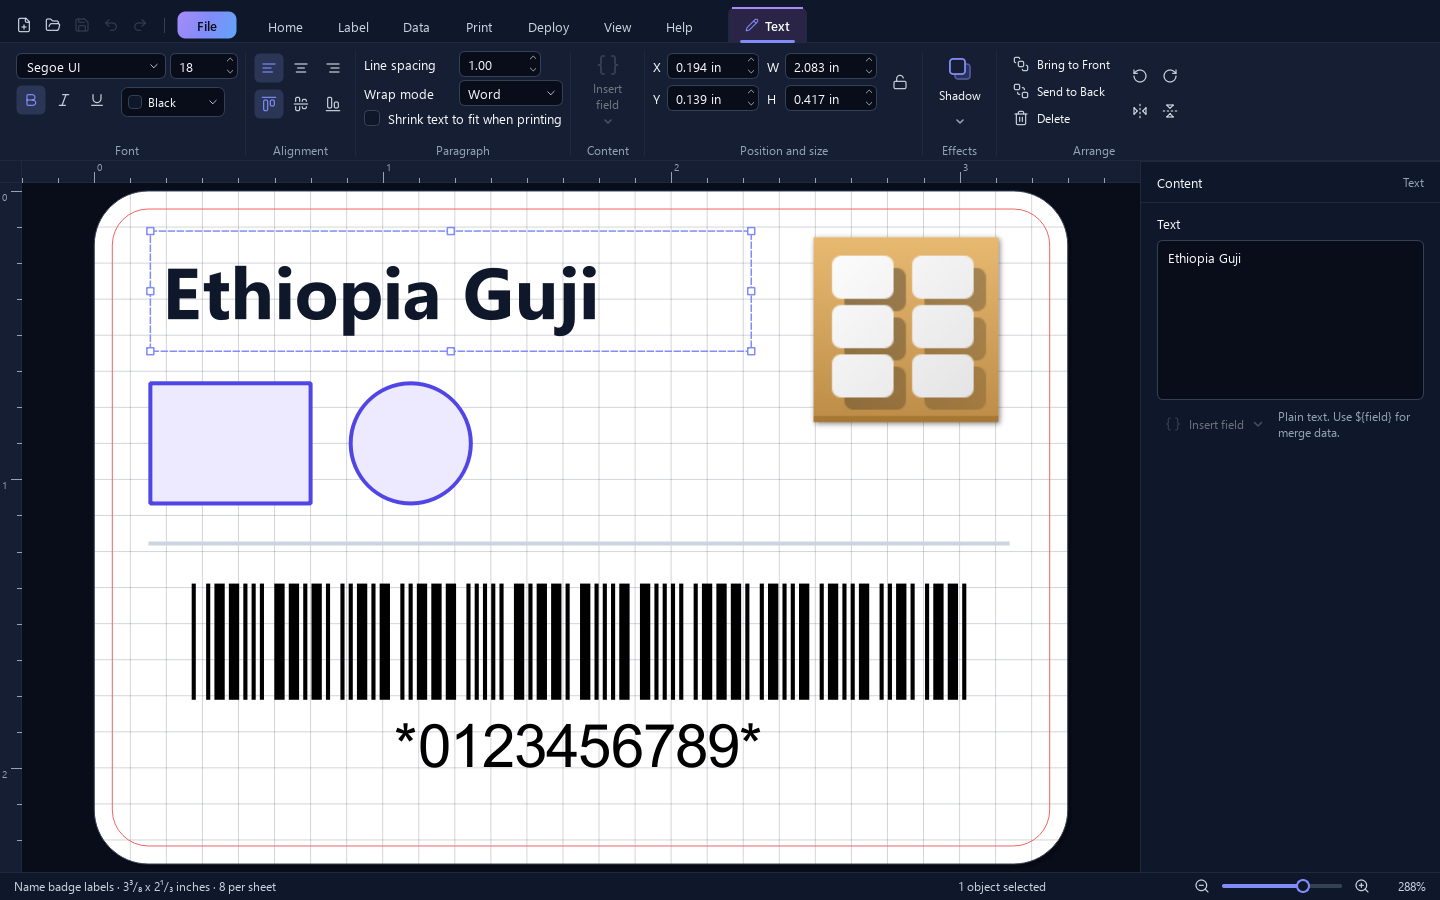 File
Home
Label
Data
Print
Deploy
View
Help
Text
Segoe UI
18
B
I
U
Black
Font
Alignment
Line spacing
1.00
Wrap mode
Word
Shrink text to fit when printing
Paragraph
{}
Insert
field
Content
X
0.194 in
W
2.083 in
Y
0.139 in
H
0.417 in
Position and size
Shadow
Effects
Bring to Front
Send to Back
Delete
Arrange
0
1
2
3
0
1
2
Ethiopia Guji
*0123456789*
Content
Text
Text
Ethiopia Guji
{} Insert field
Plain text. Use ${field} for
merge data.
Name badge labels · 3³/₈ x 2¹/₃ inches · 8 per sheet
1 object selected
288%